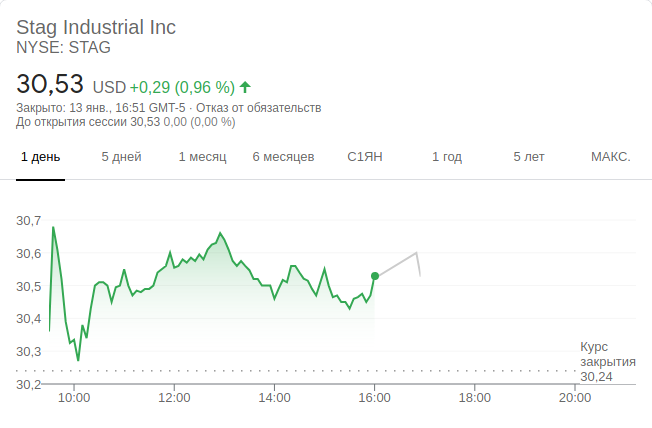 Stag Industrial Inc
NYSE: STAG
30,53 USD +0,29 (0,96 %)
Закрыто: 13 янв., 16:51 GMT-5 · Отказ от обязательств
До открытия сессии 30,53 0,00 (0,00 %)
1 день 5 дней 1 месяц 6 месяцев С1ЯН 1 год 5 лет МАКС.
30,7
30,6
30,5
30,4
30,3
30,2
Курс
закрытия
30,24
10:00 12:00 14:00 16:00 18:00 20:00